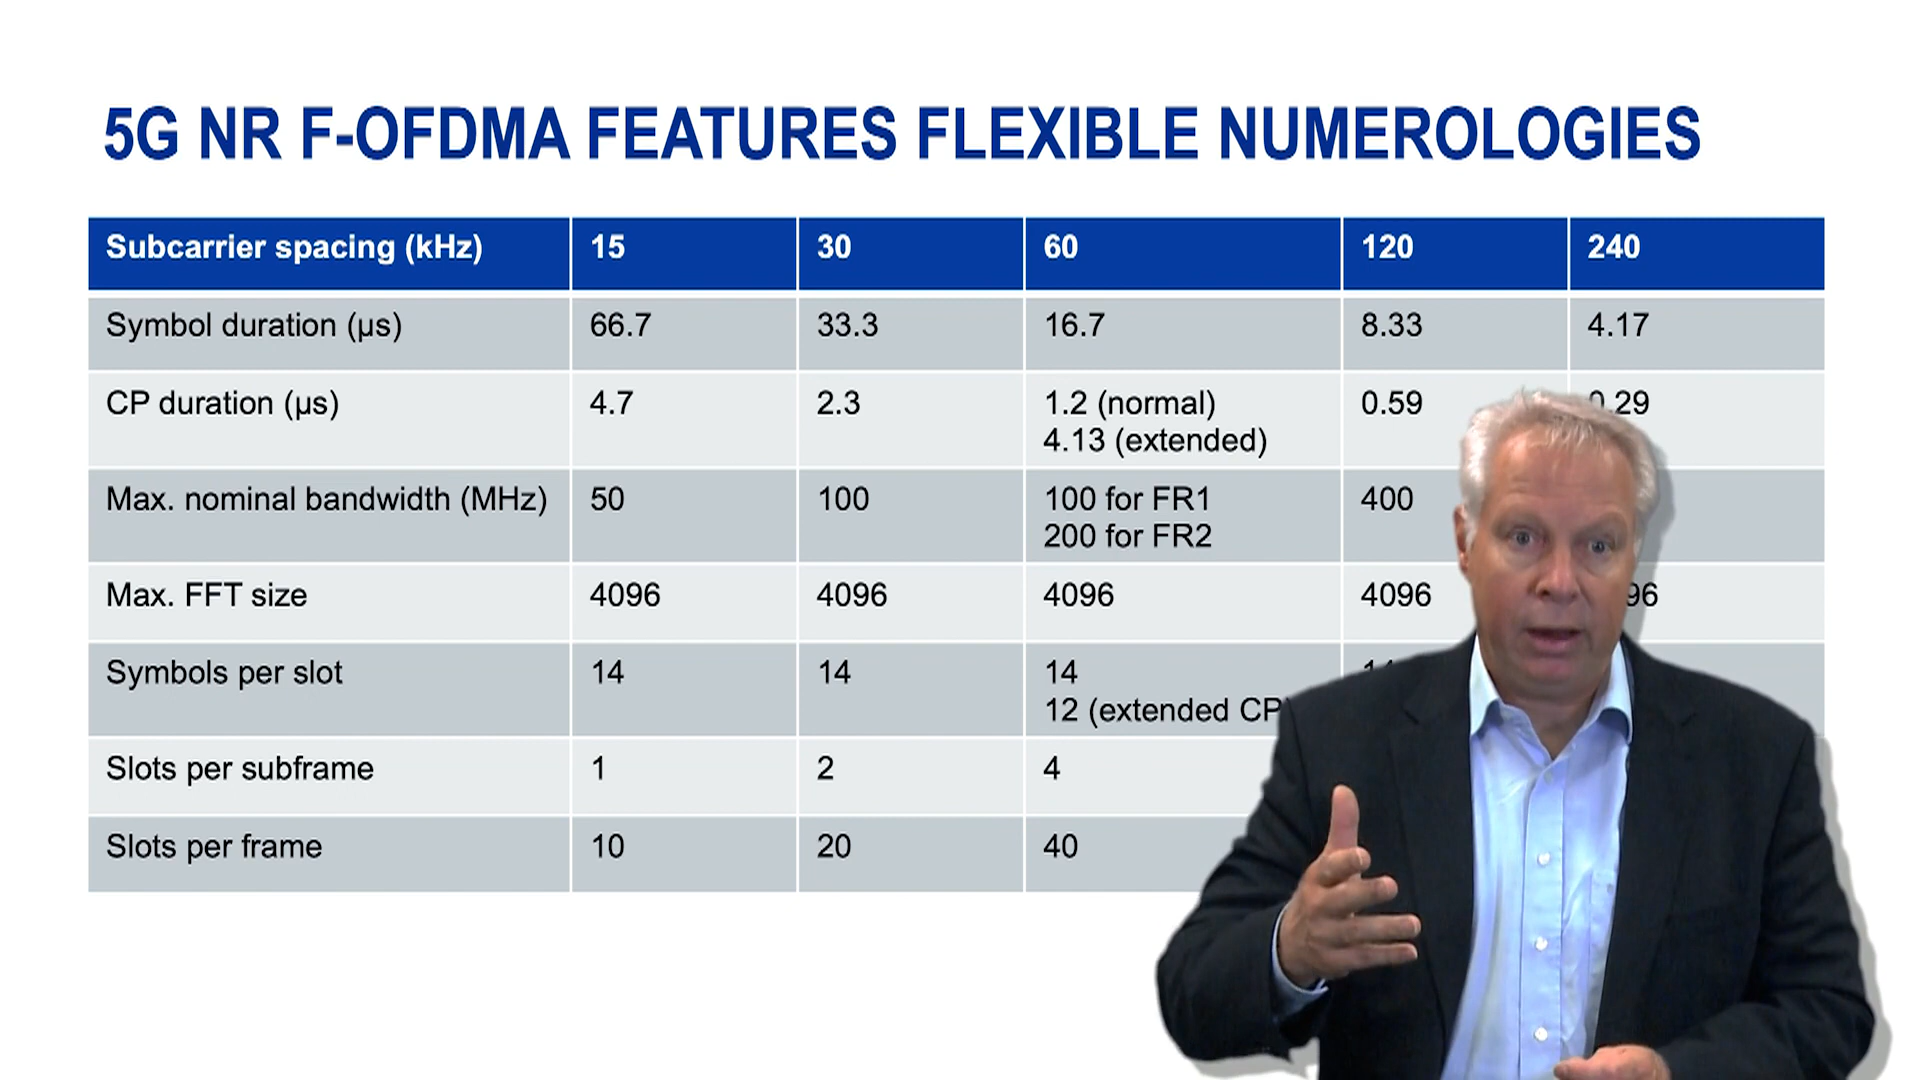 5G NR F-OFDMA FEATURES FLEXIBLE NUMEROLOGIES
Subcarrier spacing (kHz) 15 30 60 120 240
Symbol duration (µs) 66.7 33.3 16.7 8.33 4.17
CP duration (µs) 4.7 2.3 1.2 (normal) 0.59 0.29
4.13 (extended)
Max. nominal bandwidth (MHz) 50 100 100 for FR1 400
200 for FR2
Max. FFT size 4096 4096 4096 4096 96
Symbols per slot 14 14 14
12 (extended CP
Slots per subframe 1 2 4
Slots per frame 10 20 40